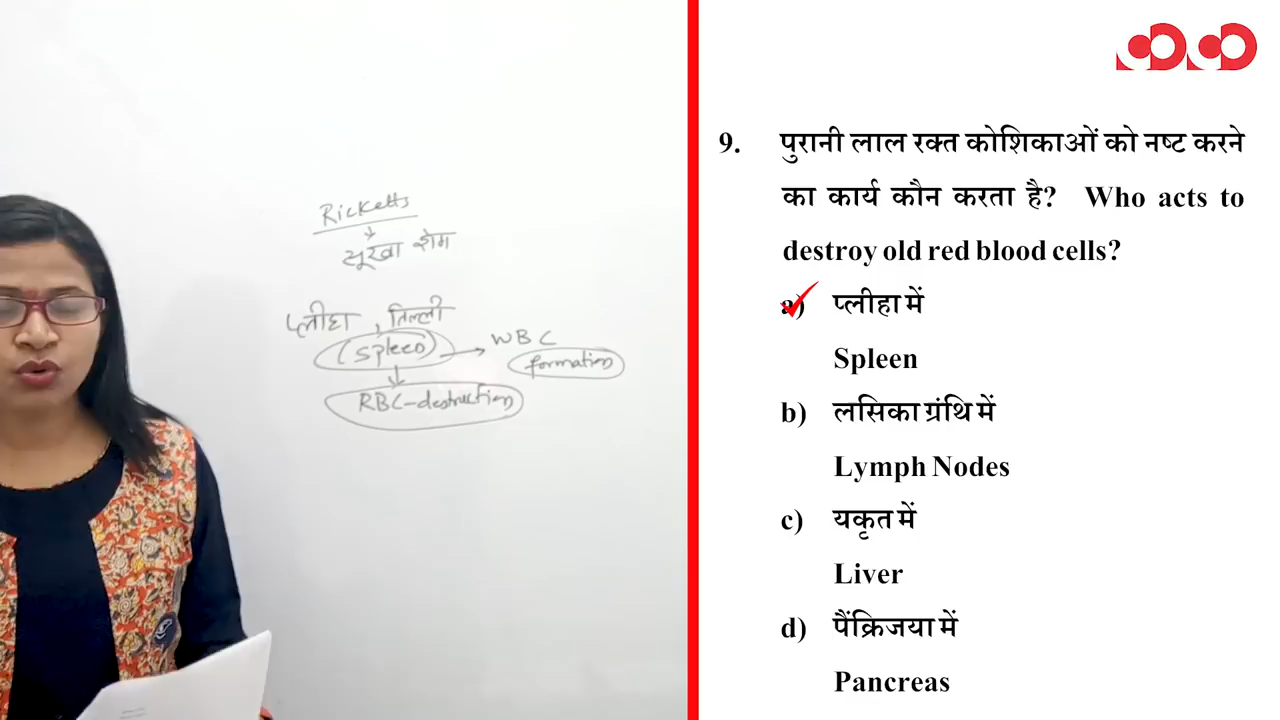 Ricketts
सूखा रोग
प्लीहा , तिल्ली
(Spleen) → WBC
formation
RBC-destruction
9. पुरानी लाल रक्त कोशिकाओं को नष्ट करने
का कार्य कौन करता है? Who acts to
destroy old red blood cells?
a) प्लीहा में
Spleen
b) लसिका ग्रंथि में
Lymph Nodes
c) यकृत में
Liver
d) पैंक्रिजया में
Pancreas